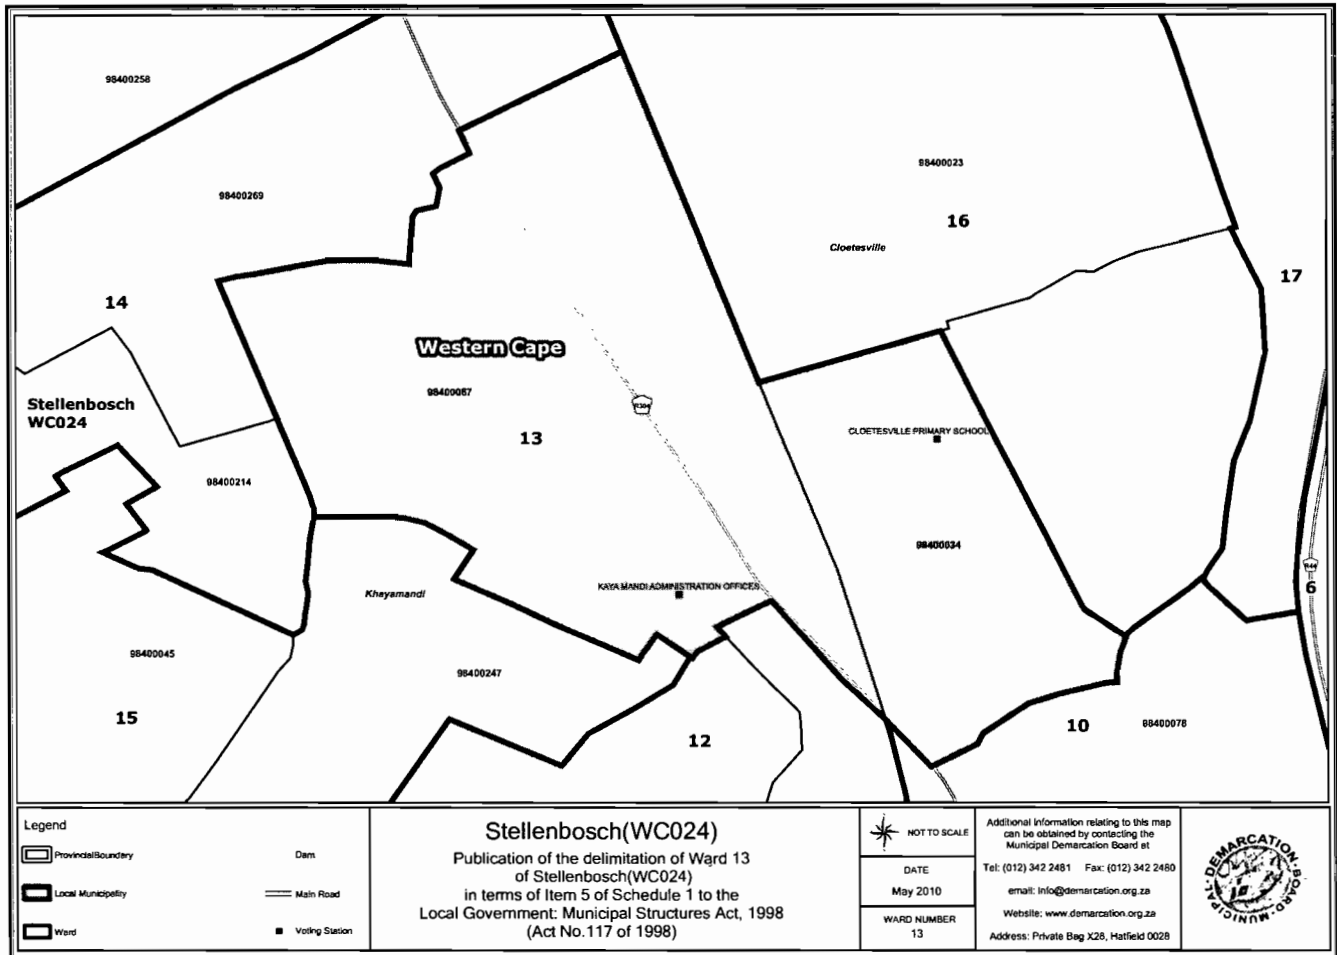 98400258
98400023
98400269
16
Cloetesville
17
14
Western Cape
98400087
Stellenbosch
WC024
R304
13
CLOETESVILLE PRIMARY SCHOOL
98400214
98400034
R44
6
KAYA MANDI ADMINISTRATION OFFICES
Khayamandi
98400045
98400247
15
12
10
98400078
Legend
Provincial Boundary
Dam
Local Municipality
Main Road
Ward
Voting Station
Stellenbosch(WC024)
Publication of the delimitation of Ward 13
of Stellenbosch(WC024)
in terms of Item 5 of Schedule 1 to the
Local Government: Municipal Structures Act, 1998
(Act No.117 of 1998)
NOT TO SCALE
DATE
May 2010
WARD NUMBER
13
Additional Information relating to this map
can be obtained by contacting the
Municipal Demarcation Board at
Tel: (012) 342 2481 Fax: (012) 342 2480
email: info@demarcation.org.za
Website: www.demarcation.org.za
Address: Private Bag X28, Hatfield 0028
MUNICIPAL DEMARCATION BOARD